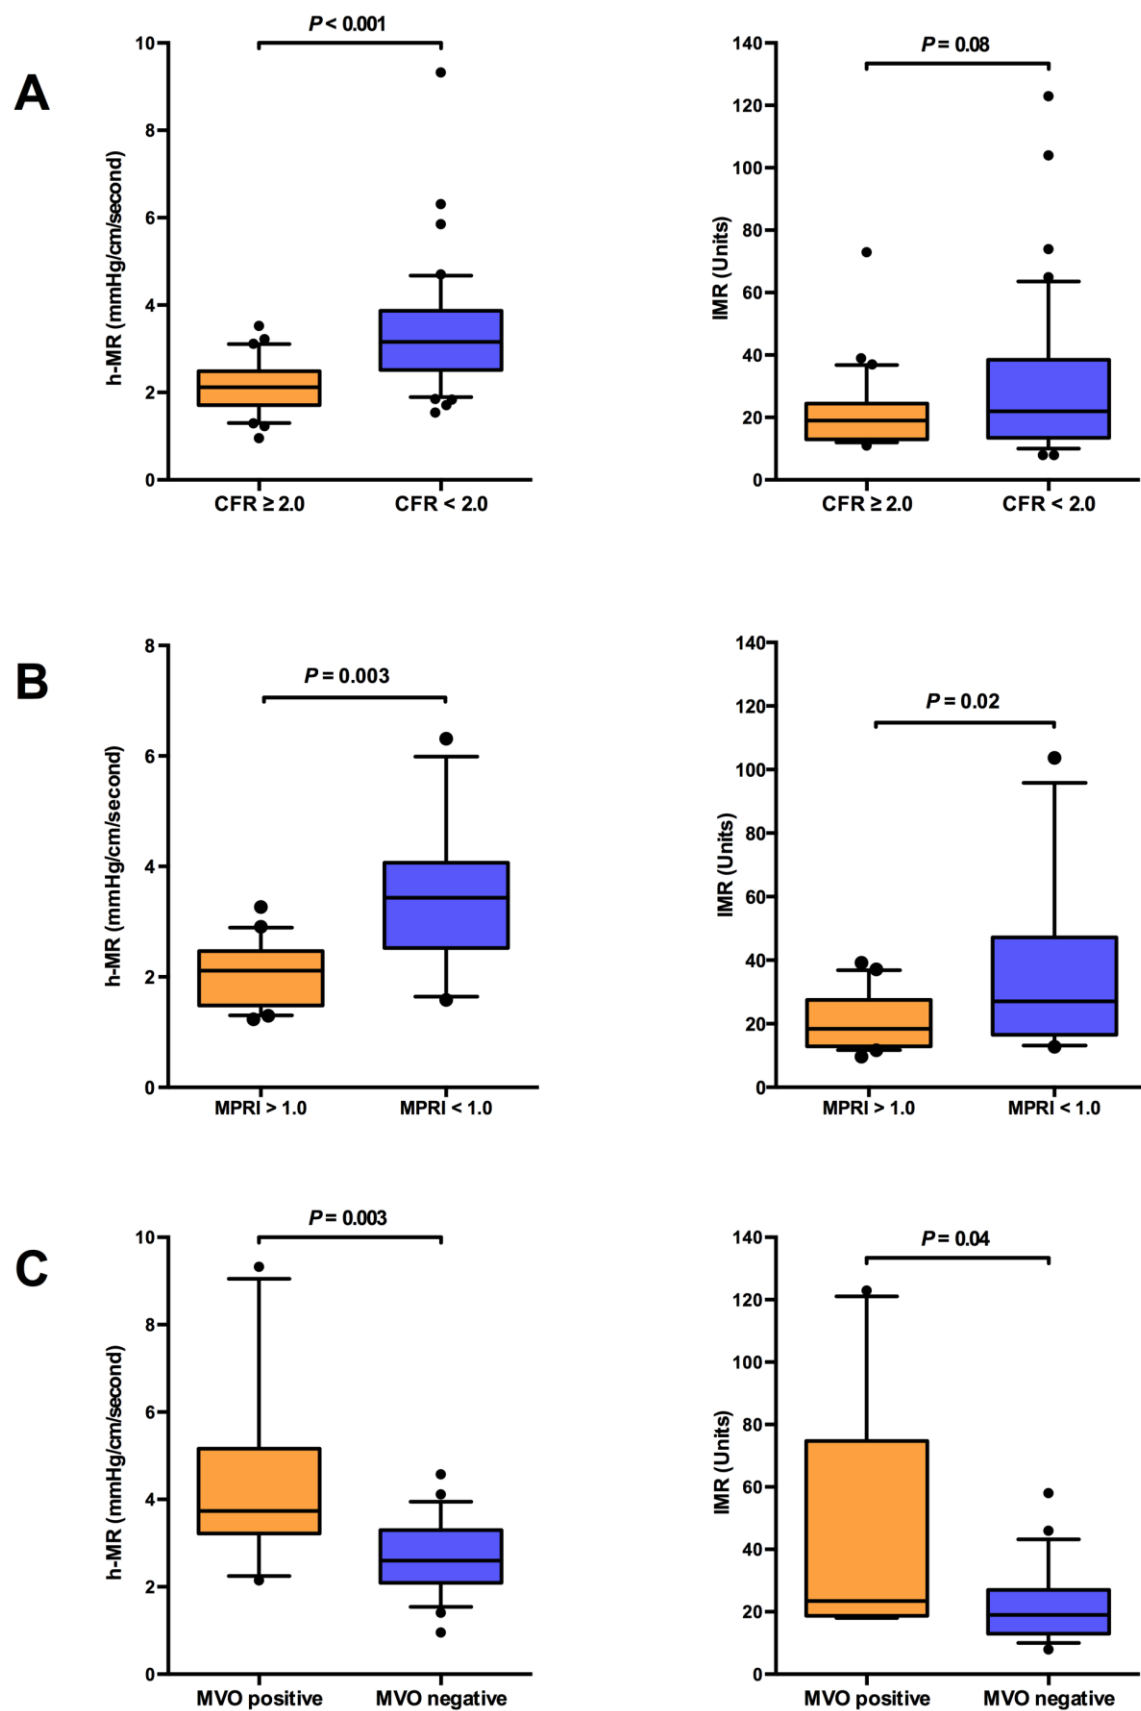 A
P < 0.001
h-MR (mmHg/cm/second)
10
8
6
4
2
0
CFR ≥ 2.0 CFR < 2.0
P = 0.08
IMR (Units)
140
120
100
80
60
40
20
0
CFR ≥ 2.0 CFR < 2.0
B
P = 0.003
h-MR (mmHg/cm/second)
8
6
4
2
0
MPRI > 1.0 MPRI < 1.0
P = 0.02
IMR (Units)
140
120
100
80
60
40
20
0
MPRI > 1.0 MPRI < 1.0
C
P = 0.003
h-MR (mmHg/cm/second)
10
8
6
4
2
0
MVO positive MVO negative
P = 0.04
IMR (Units)
140
120
100
80
60
40
20
0
MVO positive MVO negative